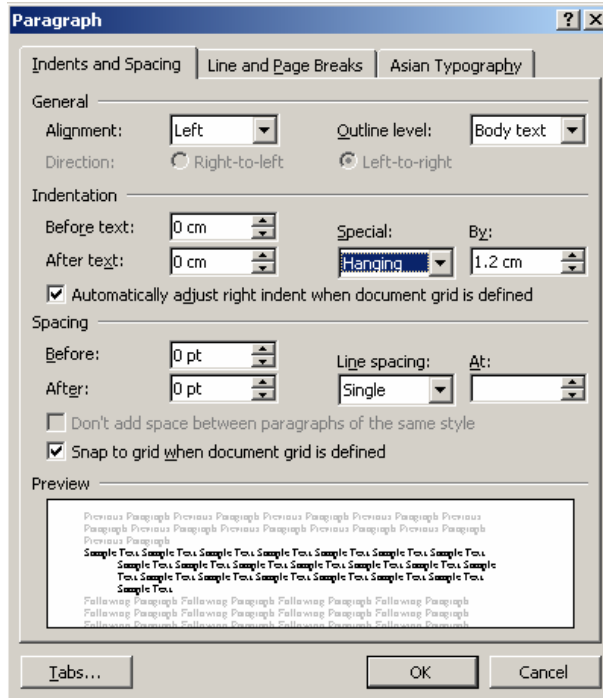 Paragraph
Indents and Spacing Line and Page Breaks Asian Typography
General
Alignment: Left Outline level: Body text
Direction: Right-to-left Left-to-right
Indentation
Before text: 0 cm Special: By:
After text: 0 cm Hanging 1.2 cm
Automatically adjust right indent when document grid is defined
Spacing
Before: 0 pt Line spacing: At:
After: 0 pt Single
Don't add space between paragraphs of the same style
Snap to grid when document grid is defined
Preview
Previous Paragraph Previous Paragraph Previous Paragraph Previous Paragraph Previous
Paragraph Previous Paragraph Previous Paragraph Previous Paragraph Previous Paragraph
Previous Paragraph
Sample Text Sample Text Sample Text Sample Text Sample Text Sample Text Sample Text
Sample Text Sample Text Sample Text Sample Text Sample Text Sample Text Sample
Text Sample Text Sample Text Sample Text Sample Text Sample Text Sample Text
Sample Text
Following Paragraph Following Paragraph Following Paragraph Following Paragraph
Following Paragraph Following Paragraph Following Paragraph Following Paragraph
Following Paragraph Following Paragraph Following Paragraph Following Paragraph
Tabs... OK Cancel